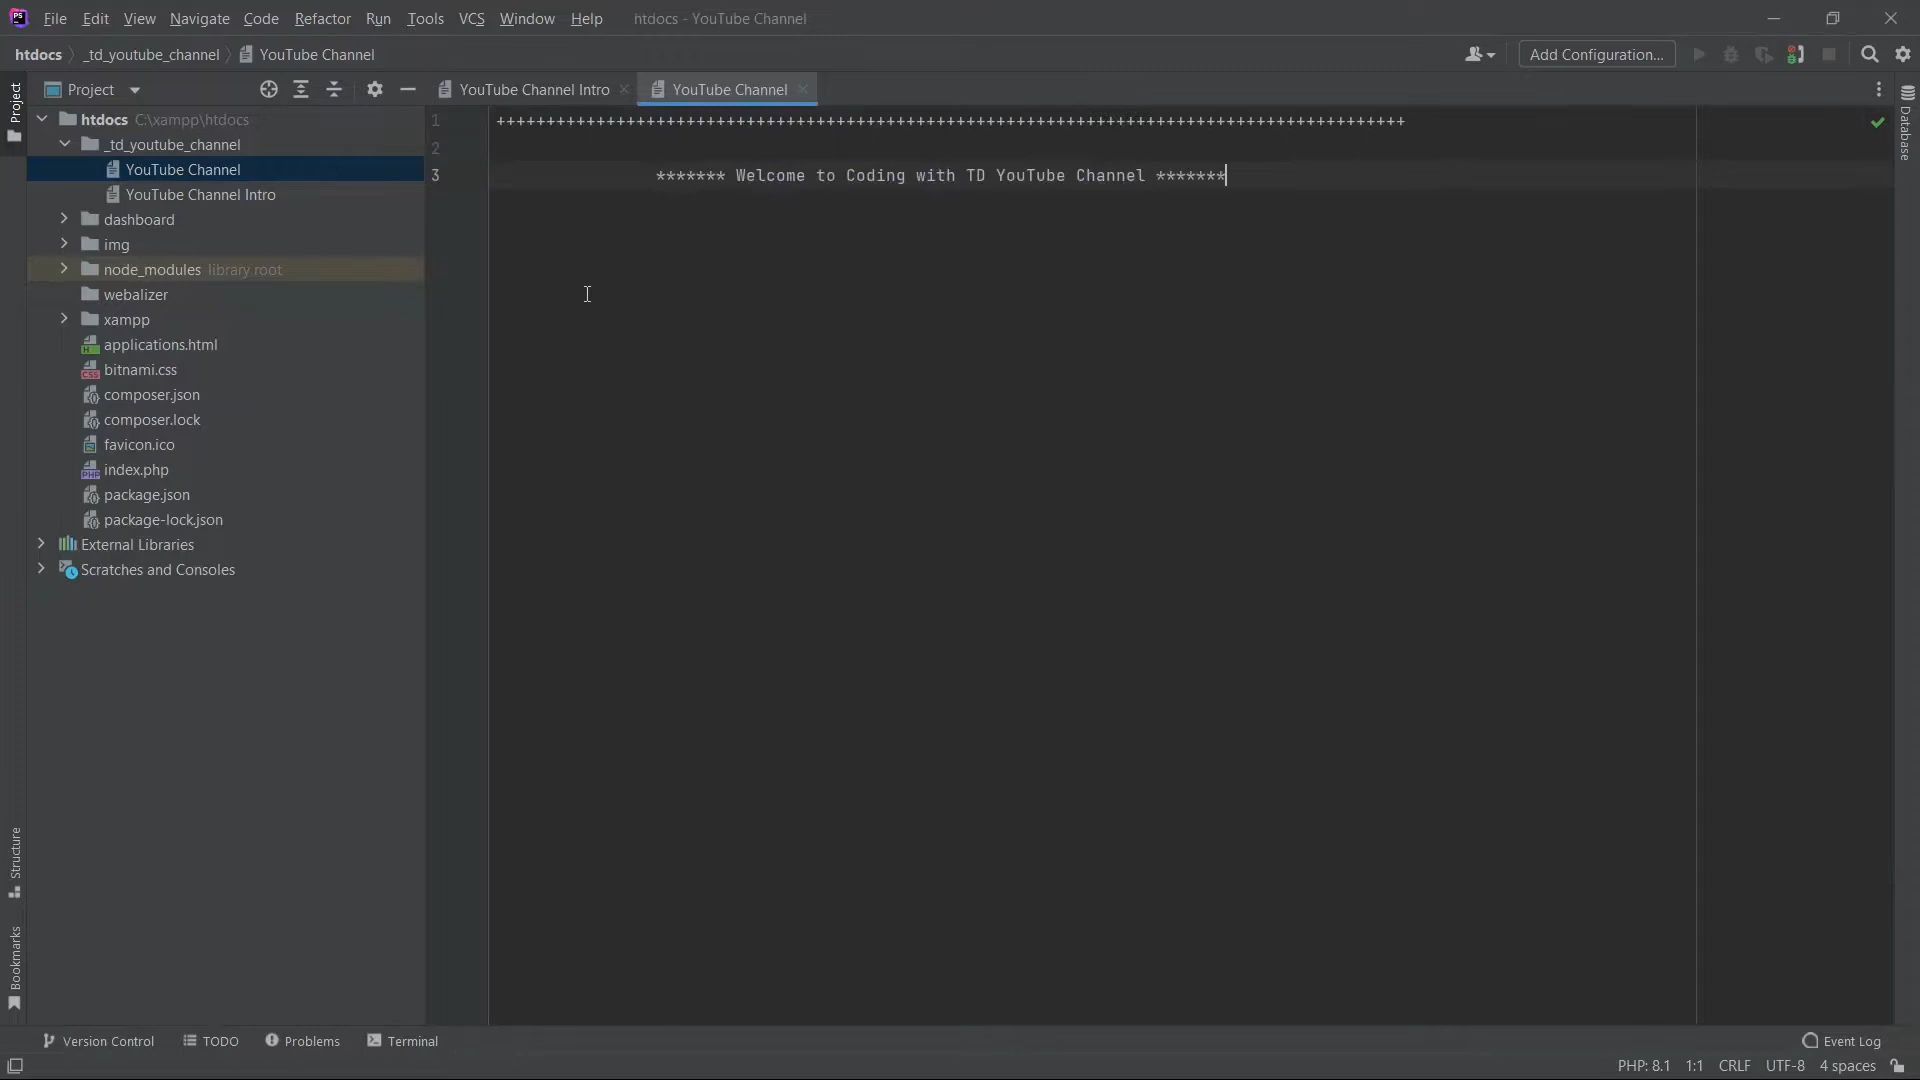 File Edit View Navigate Code Refactor Run Tools VCS Window Help htdocs - YouTube Channel
htdocs _td_youtube_channel YouTube Channel Add Configuration...
Project Project YouTube Channel Intro YouTube Channel Database
htdocs C:\xampp\htdocs
_td_youtube_channel
YouTube Channel
YouTube Channel Intro
dashboard
img
node_modules library root
webalizer
xampp
applications.html
bitnami.css
composer.json
composer.lock
favicon.ico
index.php
package.json
package-lock.json
External Libraries
Scratches and Consoles
1 +++++++++++++++++++++++++++++++++++++++++++++++++++++++++++++++++++++++++++++++++++++++++++
2
3 ******* Welcome to Coding with TD YouTube Channel *******
Structure
Bookmarks
Version Control TODO Problems Terminal Event Log
PHP: 8.1 1:1 CRLF UTF-8 4 spaces